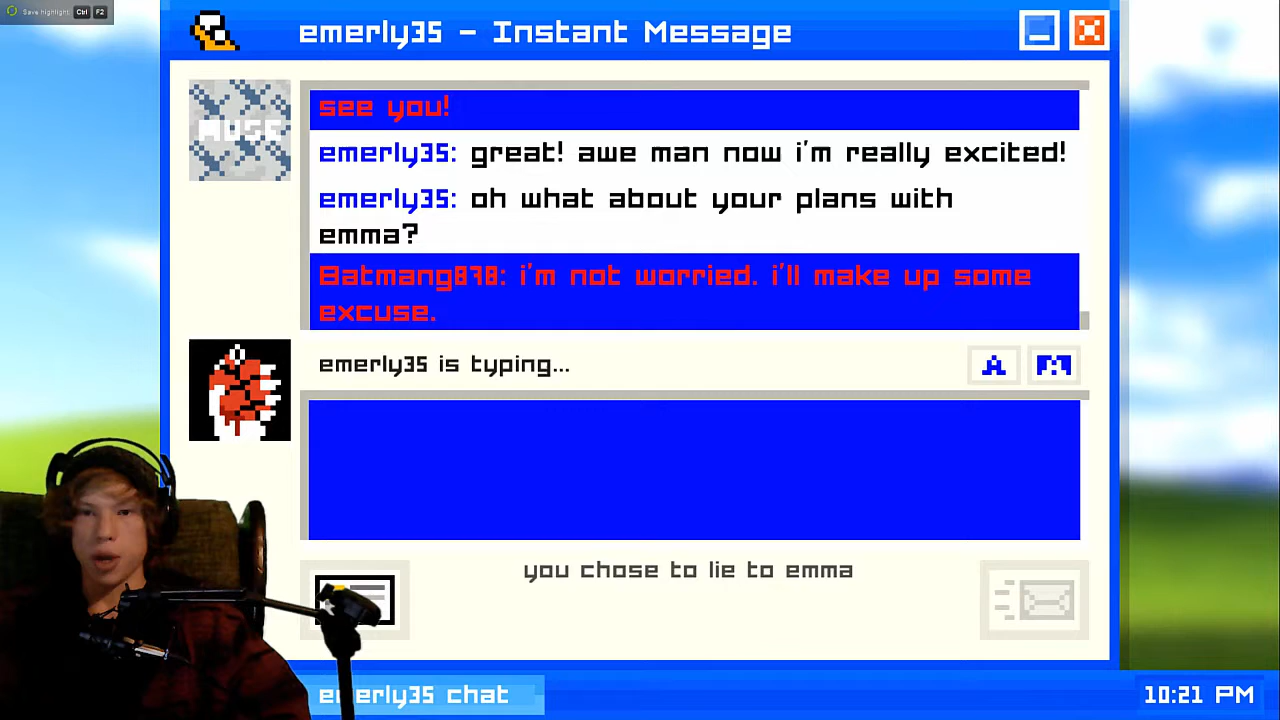 Save highlight Ctrl F2
emerly35 - Instant Message
MUSE
see you!
emerly35: great! awe man now i'm really excited!
emerly35: oh what about your plans with
emma?
Batmang878: i'm not worried. i'll make up some
excuse.
emerly35 is typing...
A
you chose to lie to emma
emerly35 chat
10:21 PM